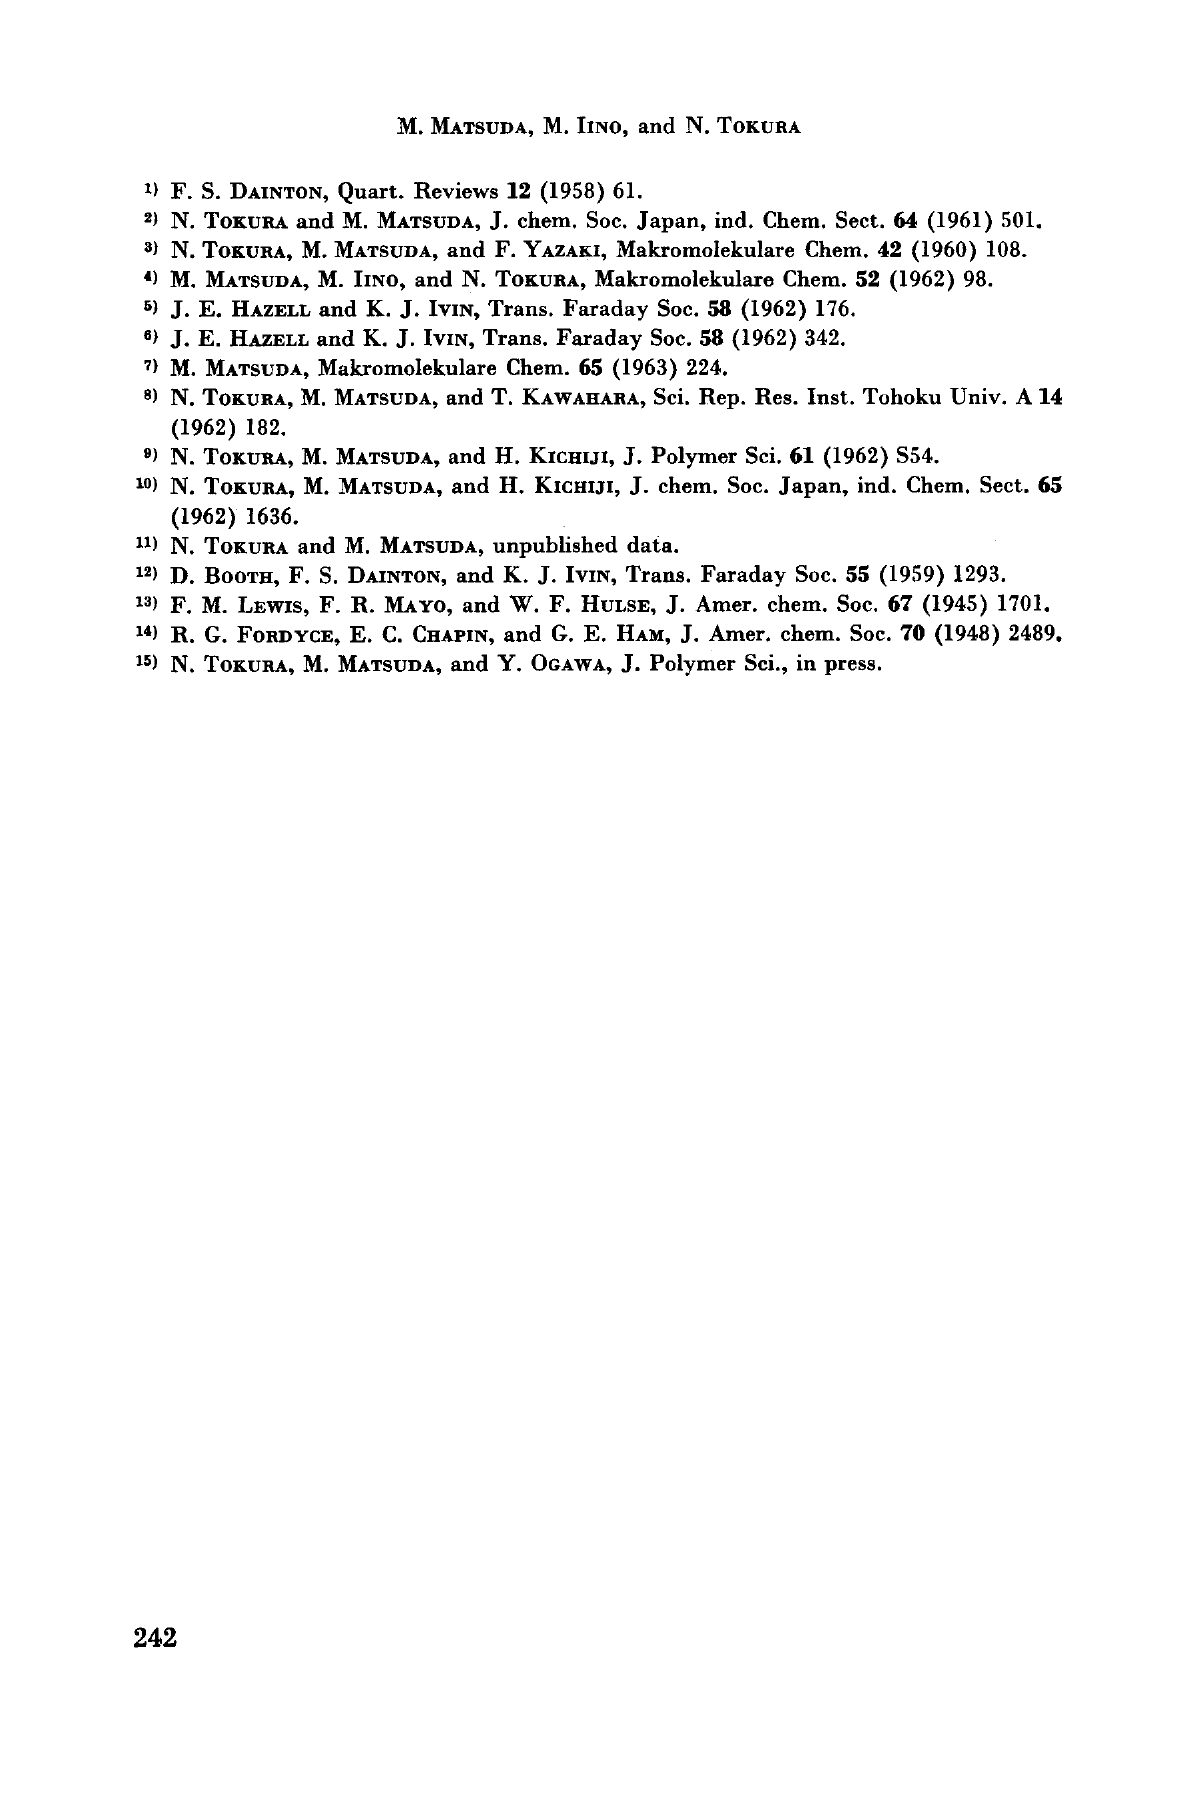 M. MATSUDA, M. IINO, and N. TOKURA
1) F. S. DAINTON, Quart. Reviews 12 (1958) 61.
2) N. TOKURA and M. MATSUDA, J. chem. Soc. Japan, ind. Chem. Sect. 64 (1961) 501.
3) N. TOKURA, M. MATSUDA, and F. YAZAKI, Makromolekulare Chem. 42 (1960) 108.
4) M. MATSUDA, M. IINO, and N. TOKURA, Makromolekulare Chem. 52 (1962) 98.
5) J. E. HAZELL and K. J. IVIN, Trans. Faraday Soc. 58 (1962) 176.
6) J. E. HAZELL and K. J. IVIN, Trans. Faraday Soc. 58 (1962) 342.
7) M. MATSUDA, Makromolekulare Chem. 65 (1963) 224.
8) N. TOKURA, M. MATSUDA, and T. KAWAHARA, Sci. Rep. Res. Inst. Tohoku Univ. A 14
(1962) 182.
9) N. TOKURA, M. MATSUDA, and H. KICHIJI, J. Polymer Sci. 61 (1962) S54.
10) N. TOKURA, M. MATSUDA, and H. KICHIJI, J. chem. Soc. Japan, ind. Chem. Sect. 65
(1962) 1636.
11) N. TOKURA and M. MATSUDA, unpublished data.
12) D. BOOTH, F. S. DAINTON, and K. J. IVIN, Trans. Faraday Soc. 55 (1959) 1293.
13) F. M. LEWIS, F. R. MAYO, and W. F. HULSE, J. Amer. chem. Soc. 67 (1945) 1701.
14) R. G. FORDYCE, E. C. CHAPIN, and G. E. HAM, J. Amer. chem. Soc. 70 (1948) 2489.
15) N. TOKURA, M. MATSUDA, and Y. OGAWA, J. Polymer Sci., in press.
242